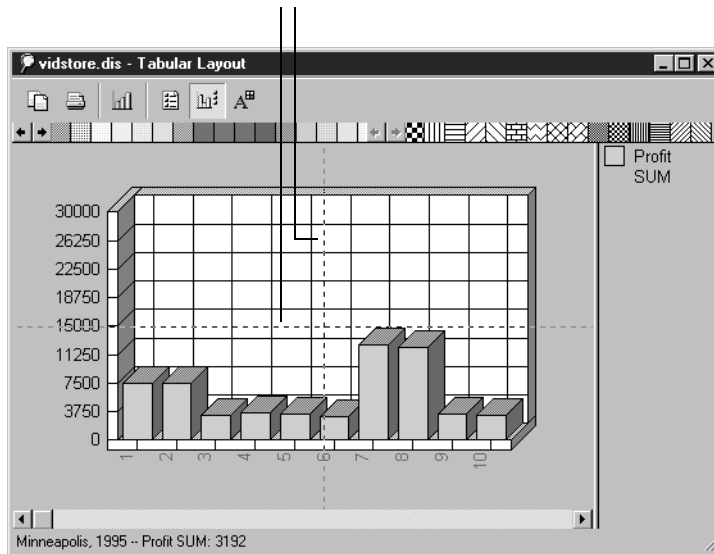 vidstore.dis - Tabular Layout
Profit
SUM
30000
26250
22500
18750
15000
11250
7500
3750
0
1 2 3 4 5 6 7 8 9 10
Minneapolis, 1995 -- Profit SUM: 3192